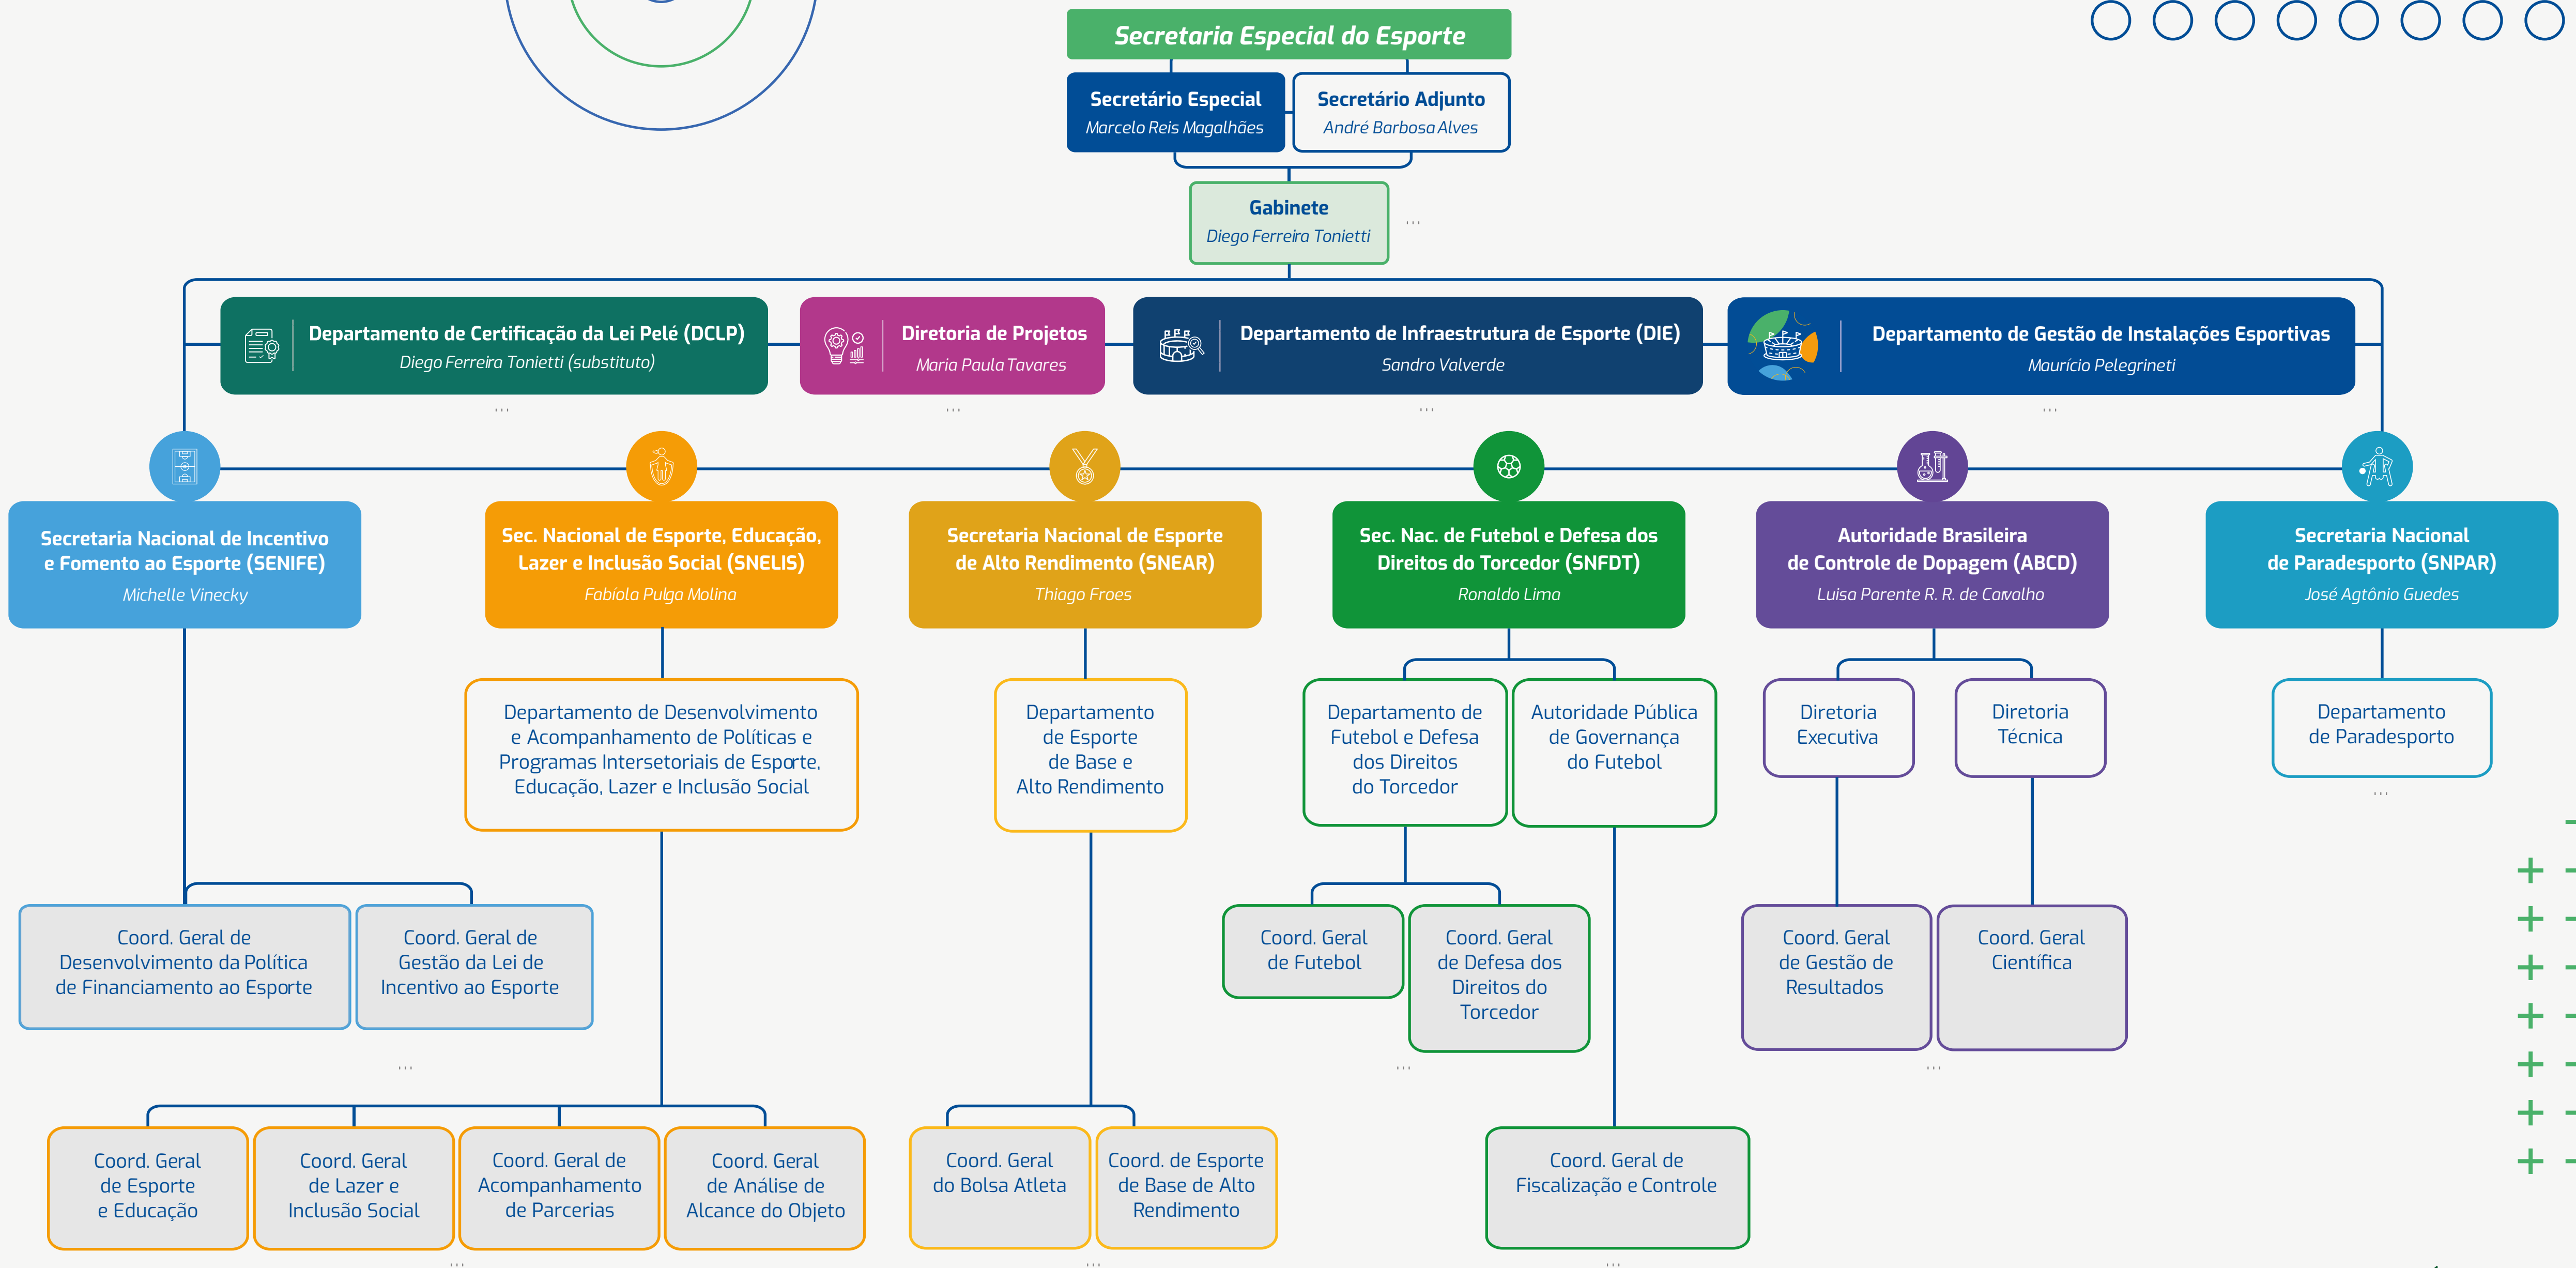 Secretaria Especial do Esporte
Secretário Especial
Marcelo Reis Magalhães
Secretário Adjunto
André Barbosa Alves
Gabinete
Diego Ferreira Tonietti
...
Departamento de Certificação da Lei Pelé (DCLP)
Diego Ferreira Tonietti (substituto)
...
Diretoria de Projetos
Maria Paula Tavares
...
Departamento de Infraestrutura de Esporte (DIE)
Sandro Valverde
...
Departamento de Gestão de Instalações Esportivas
Maurício Pelegrineti
...
Secretaria Nacional de Incentivo
e Fomento ao Esporte (SENIFE)
Michelle Vinecky
Sec. Nacional de Esporte, Educação,
Lazer e Inclusão Social (SNELIS)
Fabíola Pulga Molina
Secretaria Nacional de Esporte
de Alto Rendimento (SNEAR)
Thiago Froes
Sec. Nac. de Futebol e Defesa dos
Direitos do Torcedor (SNFDT)
Ronaldo Lima
Autoridade Brasileira
de Controle de Dopagem (ABCD)
Luisa Parente R. R. de Carvalho
Secretaria Nacional
de Paradesporto (SNPAR)
José Agtônio Guedes
Departamento de Desenvolvimento
e Acompanhamento de Políticas e
Programas Intersetoriais de Esporte,
Educação, Lazer e Inclusão Social
Departamento
de Esporte
de Base e
Alto Rendimento
Departamento de
Futebol e Defesa
dos Direitos
do Torcedor
Autoridade Pública
de Governança
do Futebol
Diretoria
Executiva
Diretoria
Técnica
Departamento
de Paradesporto
...
Coord. Geral de
Desenvolvimento da Política
de Financiamento ao Esporte
Coord. Geral de
Gestão da Lei de
Incentivo ao Esporte
...
Coord. Geral
de Futebol
Coord. Geral
de Defesa dos
Direitos do
Torcedor
...
Coord. Geral
de Gestão de
Resultados
Coord. Geral
Científica
...
Coord. Geral
de Esporte
e Educação
Coord. Geral
de Lazer e
Inclusão Social
Coord. Geral de
Acompanhamento
de Parcerias
Coord. Geral
de Análise de
Alcance do Objeto
...
Coord. Geral
do Bolsa Atleta
Coord. de Esporte
de Base de Alto
Rendimento
...
Coord. Geral de
Fiscalização e Controle
...